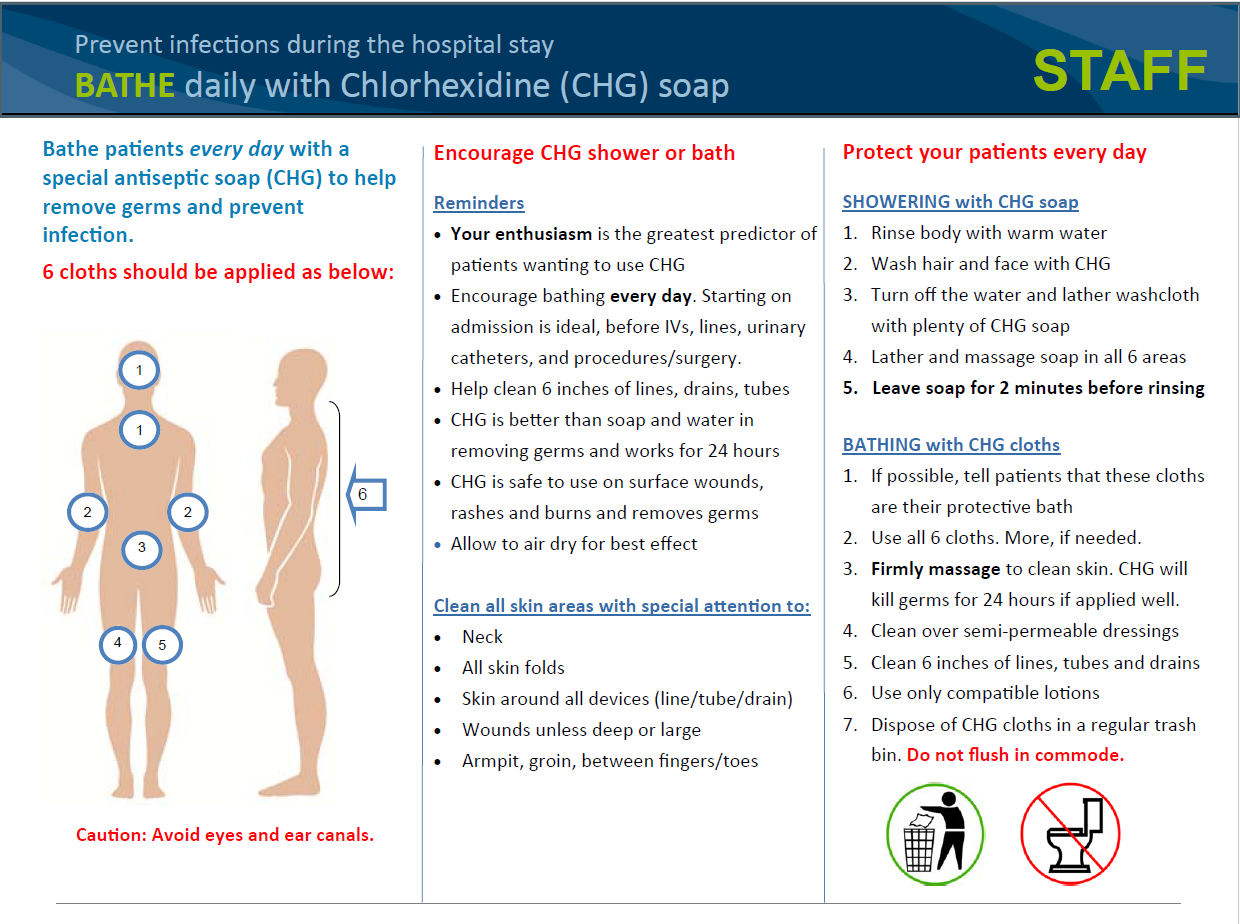 Prevent infections during the hospital stay
BATHE daily with Chlorhexidine (CHG) soap
STAFF
Bathe patients every day with a
special antiseptic soap (CHG) to help
remove germs and prevent
infection.
6 cloths should be applied as below:
1
1
2
2
3
4
5
6
Caution: Avoid eyes and ear canals.
Encourage CHG shower or bath
Reminders
• Your enthusiasm is the greatest predictor of
patients wanting to use CHG
• Encourage bathing every day. Starting on
admission is ideal, before IVs, lines, urinary
catheters, and procedures/surgery.
• Help clean 6 inches of lines, drains, tubes
• CHG is better than soap and water in
removing germs and works for 24 hours
• CHG is safe to use on surface wounds,
rashes and burns and removes germs
• Allow to air dry for best effect
Clean all skin areas with special attention to:
• Neck
• All skin folds
• Skin around all devices (line/tube/drain)
• Wounds unless deep or large
• Armpit, groin, between fingers/toes
Protect your patients every day
SHOWERING with CHG soap
1. Rinse body with warm water
2. Wash hair and face with CHG
3. Turn off the water and lather washcloth
with plenty of CHG soap
4. Lather and massage soap in all 6 areas
5. Leave soap for 2 minutes before rinsing
BATHING with CHG cloths
1. If possible, tell patients that these cloths
are their protective bath
2. Use all 6 cloths. More, if needed.
3. Firmly massage to clean skin. CHG will
kill germs for 24 hours if applied well.
4. Clean over semi-permeable dressings
5. Clean 6 inches of lines, tubes and drains
6. Use only compatible lotions
7. Dispose of CHG cloths in a regular trash
bin. Do not flush in commode.